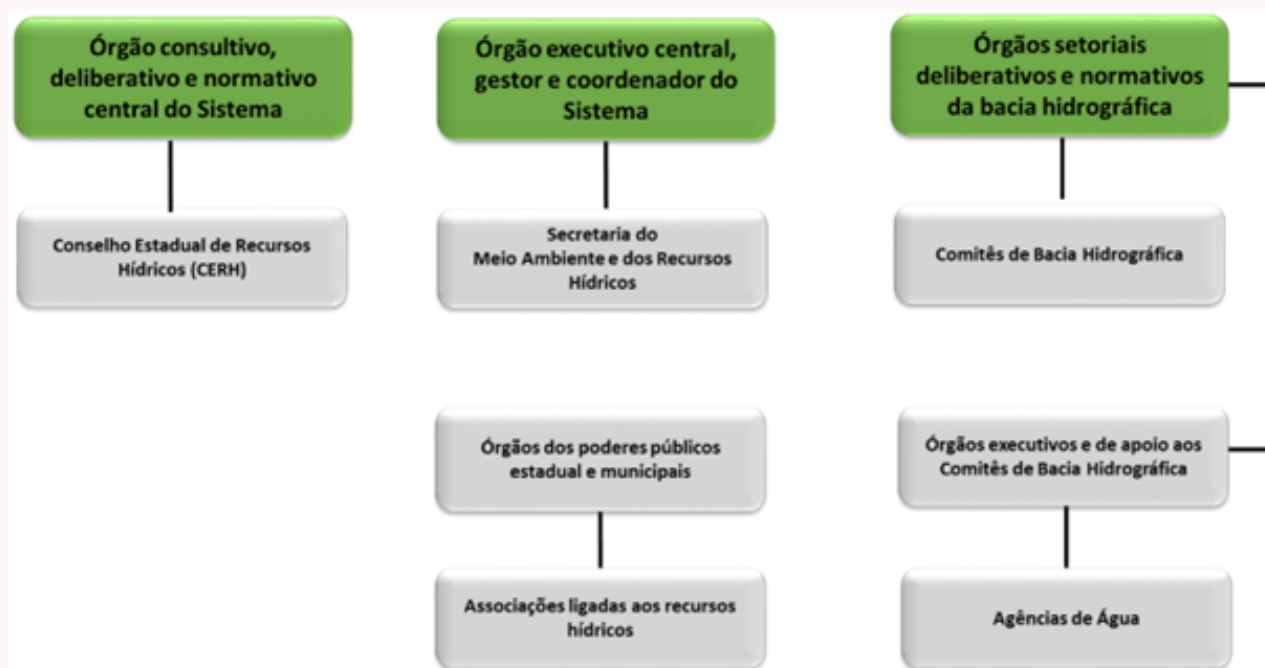 Órgão consultivo,
deliberativo e normativo
central do Sistema
Órgão executivo central,
gestor e coordenador do
Sistema
Órgãos setoriais
deliberativos e normativos
da bacia hidrográfica
Conselho Estadual de Recursos
Hídricos (CERH)
Secretaria do
Meio Ambiente e dos Recursos
Hídricos
Comitês de Bacia Hidrográfica
Órgãos dos poderes públicos
estadual e municipais
Órgãos executivos e de apoio aos
Comitês de Bacia Hidrográfica
Associações ligadas aos recursos
hídricos
Agências de Água